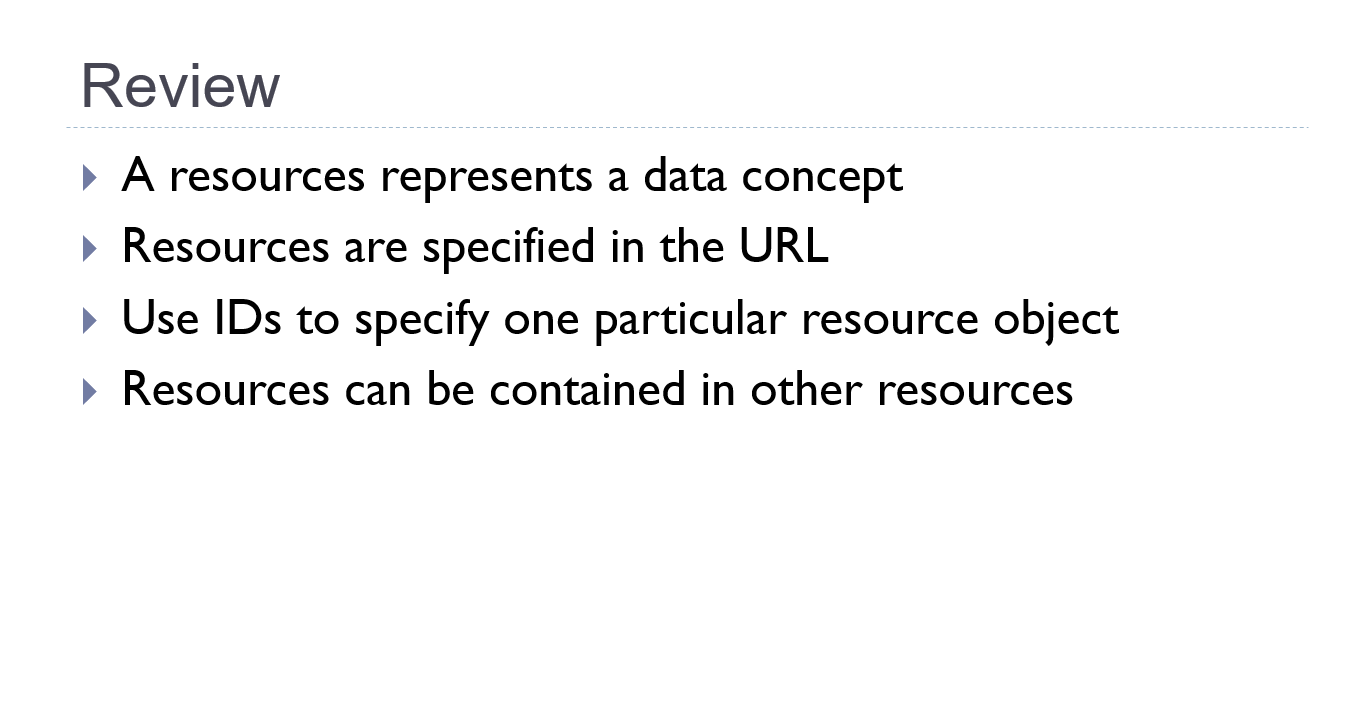 Review
A resources represents a data concept
Resources are specified in the URL
Use IDs to specify one particular resource object
Resources can be contained in other resources